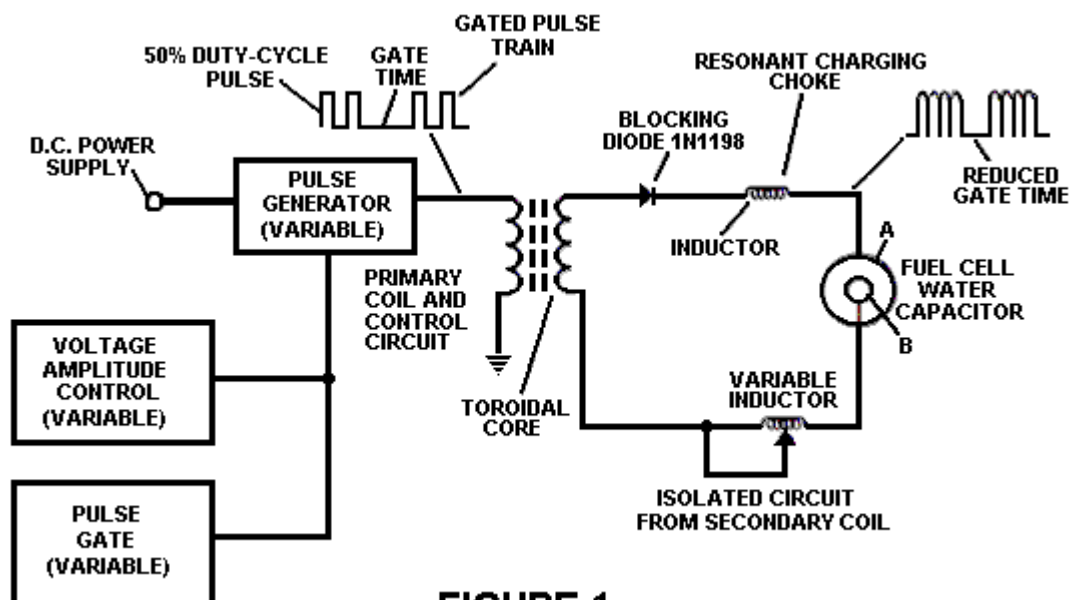 GATED PULSE
TRAIN
50% DUTY-CYCLE
PULSE
GATE
TIME
RESONANT CHARGING
CHOKE
BLOCKING
DIODE 1N1198
D.C. POWER
SUPPLY
PULSE
GENERATOR
(VARIABLE)
REDUCED
GATE TIME
INDUCTOR
A
FUEL CELL
WATER
CAPACITOR
B
PRIMARY
COIL AND
CONTROL
CIRCUIT
VOLTAGE
AMPLITUDE
CONTROL
(VARIABLE)
TOROIDAL
CORE
VARIABLE
INDUCTOR
ISOLATED CIRCUIT
FROM SECONDARY COIL
PULSE
GATE
(VARIABLE)
FIGURE 1